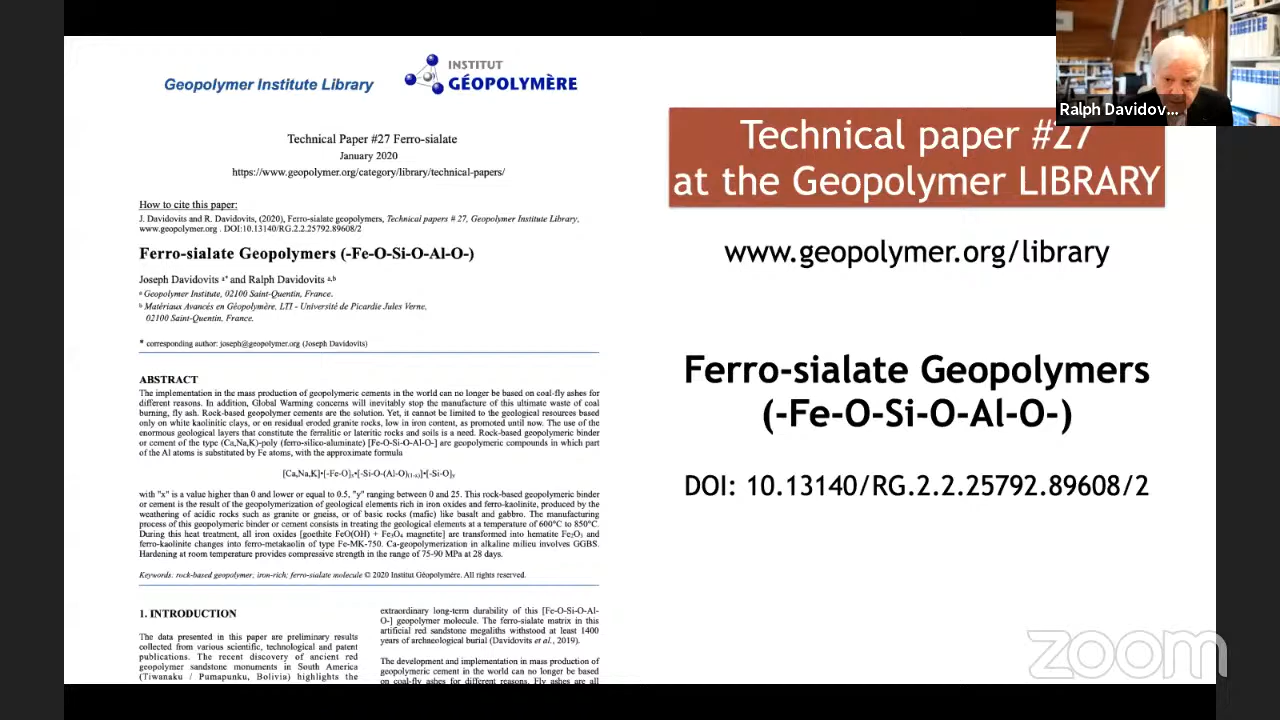 Geopolymer Institute Library
INSTITUT
GÉOPOLYMÈRE
Technical Paper #27 Ferro-sialate
January 2020
https://www.geopolymer.org/category/library/technical-papers/
How to cite this paper:
J. Davidovits and R. Davidovits, (2020), Ferro-sialate geopolymers, Technical papers # 27, Geopolymer Institute Library,
www.geopolymer.org . DOI:10.13140/RG.2.2.25792.89608/2
Ferro-sialate Geopolymers (-Fe-O-Si-O-Al-O-)
Joseph Davidovits a* and Ralph Davidovits a,b
a Geopolymer Institute, 02100 Saint-Quentin, France.
b Matériaux Avancés en Géopolymère, LTI - Université de Picardie Jules Verne,
02100 Saint-Quentin, France.
* corresponding author: joseph@geopolymer.org (Joseph Davidovits)
ABSTRACT
The implementation in the mass production of geopolymeric cements in the world can no longer be based on coal-fly ashes for
different reasons. In addition, Global Warming concerns will inevitably stop the manufacture of this ultimate waste of coal
burning, fly ash. Rock-based geopolymer cements are the solution. Yet, it cannot be limited to the geological resources based
only on white kaolinitic clays, or on residual eroded granite rocks, low in iron content, as promoted until now. The use of the
enormous geological layers that constitute the ferralitic or lateritic rocks and soils is a need. Rock-based geopolymeric binder
or cement of the type (Ca,Na,K)-poly (ferro-silico-aluminate) [Fe-O-Si-O-Al-O-] are geopolymeric compounds in which part
of the Al atoms is substituted by Fe atoms, with the approximate formula
[Ca,Na,K]•[-Fe-O]x•[-Si-O-(Al-O)(1-x)]•[-Si-O]y
with "x" is a value higher than 0 and lower or equal to 0.5, "y" ranging between 0 and 25. This rock-based geopolymeric binder
or cement is the result of the geopolymerization of geological elements rich in iron oxides and ferro-kaolinite, produced by the
weathering of acidic rocks such as granite or gneiss, or of basic rocks (mafic) like basalt and gabbro. The manufacturing
process of this geopolymeric binder or cement consists in treating the geological elements at a temperature of 600°C to 850°C.
During this heat treatment, all iron oxides [goethite FeO(OH) + Fe3O4 magnetite] are transformed into hematite Fe2O3 and
ferro-kaolinite changes into ferro-metakaolin of type Fe-MK-750. Ca-geopolymerization in alkaline milieu involves GGBS.
Hardening at room temperature provides compressive strength in the range of 75-90 MPa at 28 days.
Keywords: rock-based geopolymer; iron-rich; ferro-sialate molecule © 2020 Institut Géopolymère. All rights reserved.
1. INTRODUCTION
The data presented in this paper are preliminary results
collected from various scientific, technological and patent
publications. The recent discovery of ancient red
geopolymer sandstone monuments in South America
(Tiwanaku / Pumapunku, Bolivia) highlights the
extraordinary long-term durability of this [Fe-O-Si-O-Al-
O-] geopolymer molecule. The ferro-sialate matrix in this
artificial red sandstone megaliths withstood at least 1400
years of archaeological burial (Davidovits et al., 2019).
The development and implementation in mass production of
geopolymeric cement in the world can no longer be based
on coal-fly ashes for different reasons. Fly ashes are all
Technical paper #27
at the Geopolymer LIBRARY
www.geopolymer.org/library
Ferro-sialate Geopolymers
(-Fe-O-Si-O-Al-O-)
DOI: 10.13140/RG.2.2.25792.89608/2
Ralph Davidov...
zoom